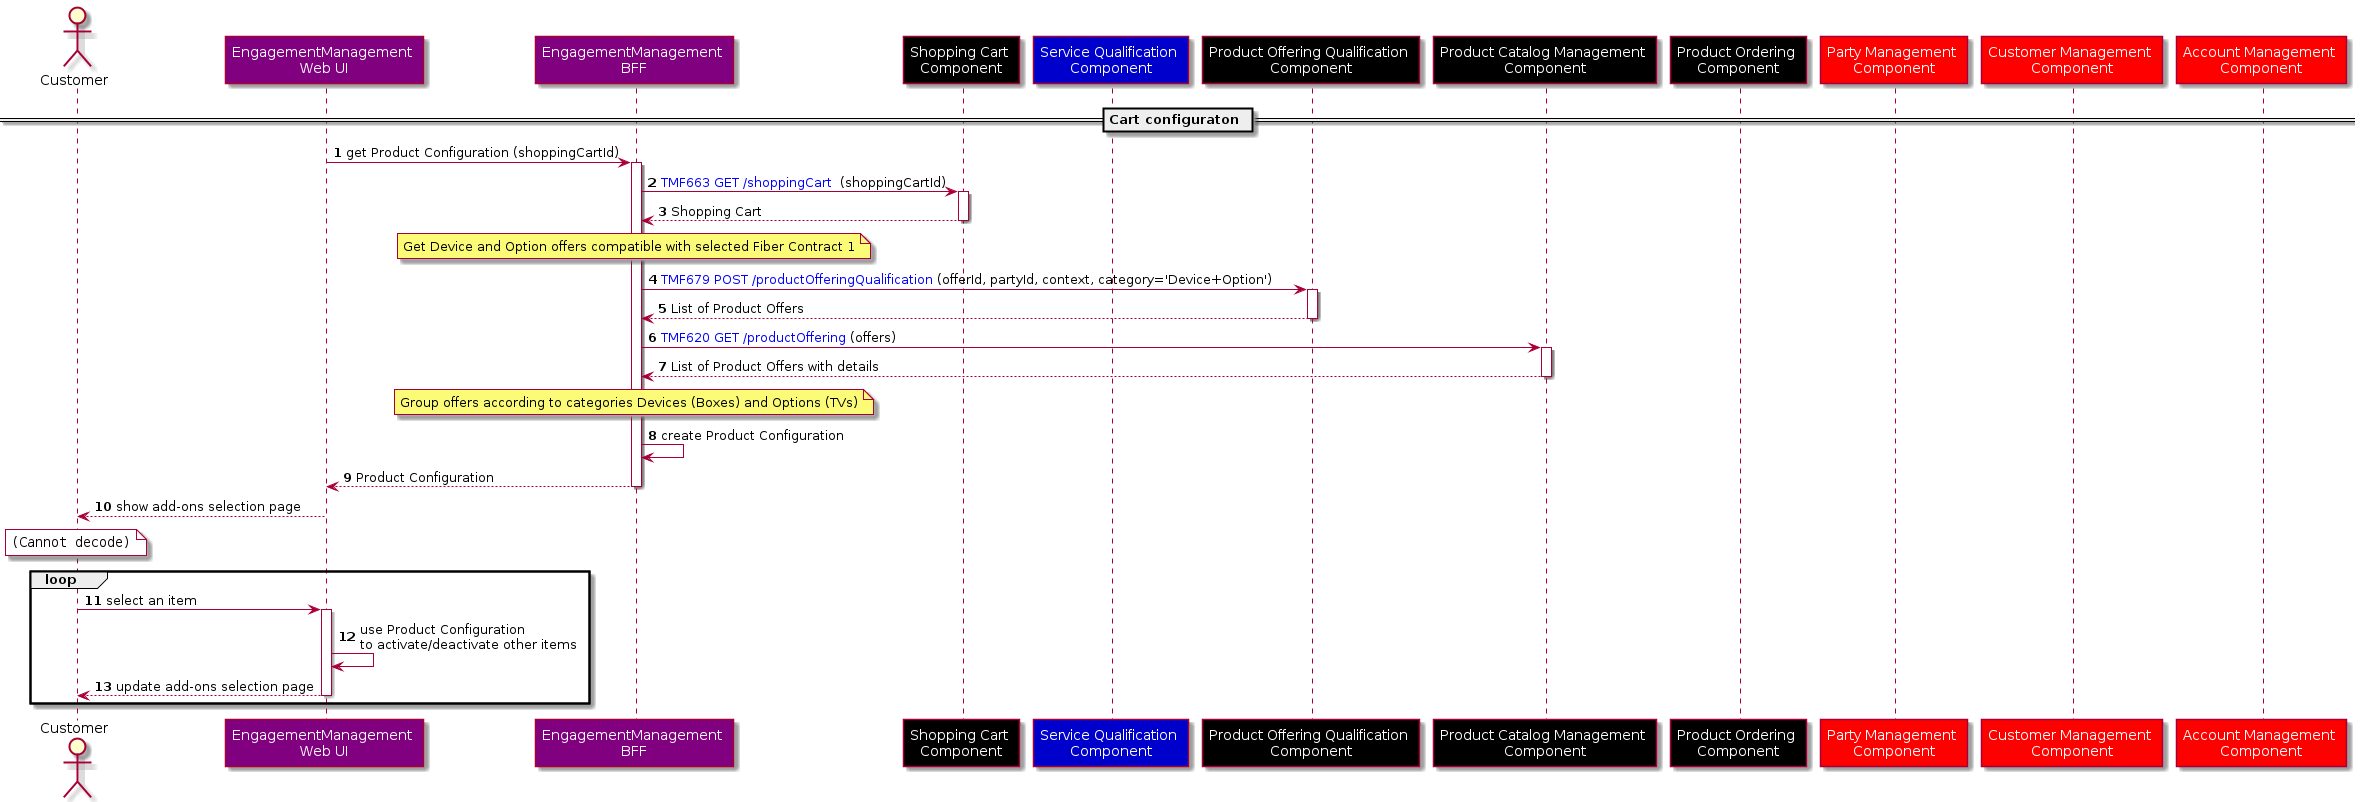 Customer
EngagementManagement
Web UI
EngagementManagement
BFF
Shopping Cart
Component
Service Qualification
Component
Product Offering Qualification
Component
Product Catalog Management
Component
Product Ordering
Component
Party Management
Component
Customer Management
Component
Account Management
Component
Cart configuraton
1 get Product Configuration (shoppingCartId)
2 TMF663 GET /shoppingCart (shoppingCartId)
3 Shopping Cart
Get Device and Option offers compatible with selected Fiber Contract 1
4 TMF679 POST /productOfferingQualification (offerId, partyId, context, category='Device+Option')
5 List of Product Offers
6 TMF620 GET /productOffering (offers)
7 List of Product Offers with details
Group offers according to categories Devices (Boxes) and Options (TVs)
8 create Product Configuration
9 Product Configuration
10 show add-ons selection page
(Cannot decode)
loop
11 select an item
12 use Product Configuration
to activate/deactivate other items
13 update add-ons selection page
Customer
EngagementManagement
Web UI
EngagementManagement
BFF
Shopping Cart
Component
Service Qualification
Component
Product Offering Qualification
Component
Product Catalog Management
Component
Product Ordering
Component
Party Management
Component
Customer Management
Component
Account Management
Component